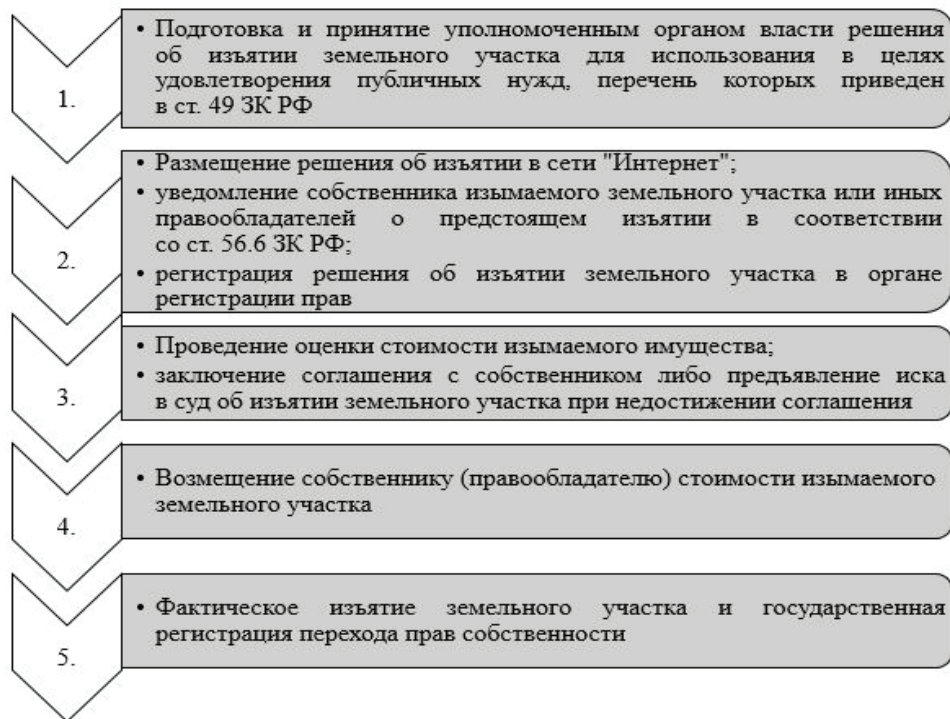 1.
• Подготовка и принятие уполномоченным органом власти решения
об изъятии земельного участка для использования в целях
удовлетворения публичных нужд, перечень которых приведен
в ст. 49 ЗК РФ
2.
• Размещение решения об изъятии в сети "Интернет";
• уведомление собственника изымаемого земельного участка или иных
правообладателей о предстоящем изъятии в соответствии
со ст. 56.6 ЗК РФ;
• регистрация решения об изъятии земельного участка в органе
регистрации прав
3.
• Проведение оценки стоимости изымаемого имущества;
• заключение соглашения с собственником либо предъявление иска
в суд об изъятии земельного участка при недостижении соглашения
4.
• Возмещение собственнику (правообладателю) стоимости изымаемого
земельного участка
5.
• Фактическое изъятие земельного участка и государственная
регистрация перехода прав собственности